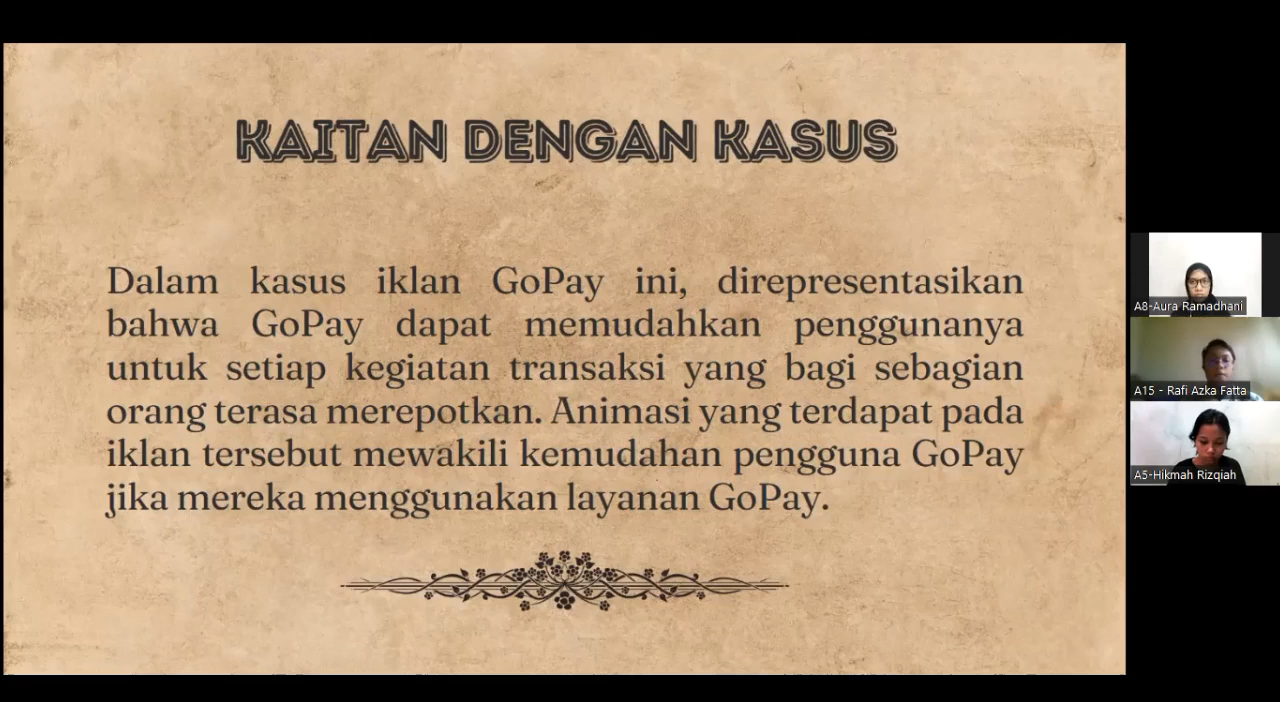 KAITAN DENGAN KASUS
Dalam kasus iklan GoPay ini, direpresentasikan
bahwa GoPay dapat memudahkan penggunanya
untuk setiap kegiatan transaksi yang bagi sebagian
orang terasa merepotkan. Animasi yang terdapat pada
iklan tersebut mewakili kemudahan pengguna GoPay
jika mereka menggunakan layanan GoPay.
A8-Aura Ramadhani
A15 - Rafi Azka Fatta
A5-Hikmah Rizqiah